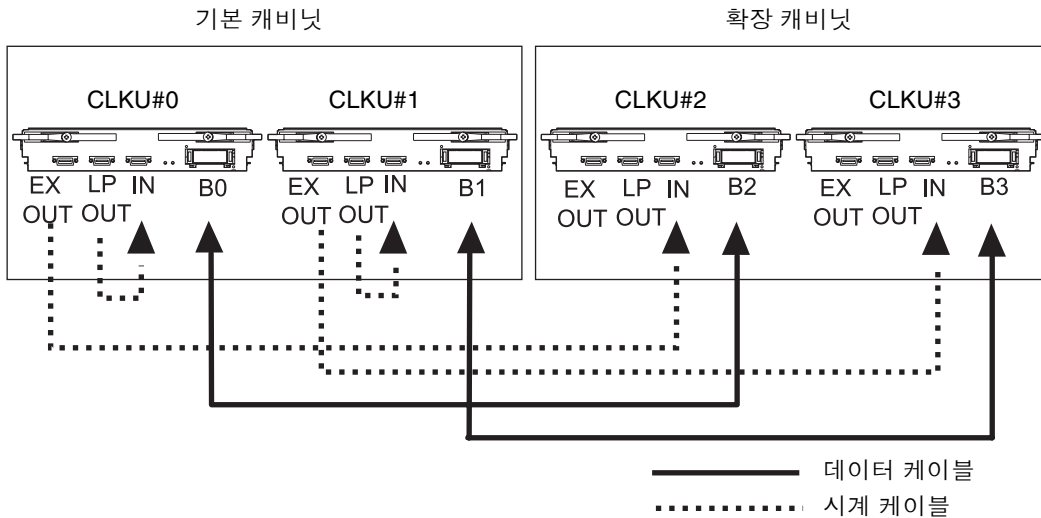 기본 캐비닛
확장 캐비닛
CLKU#0
CLKU#1
CLKU#2
CLKU#3
EX OUT
LP OUT
IN
B0
EX OUT
LP OUT
IN
B1
EX OUT
LP OUT
IN
B2
EX OUT
LP OUT
IN
B3
데이터 케이블
시계 케이블